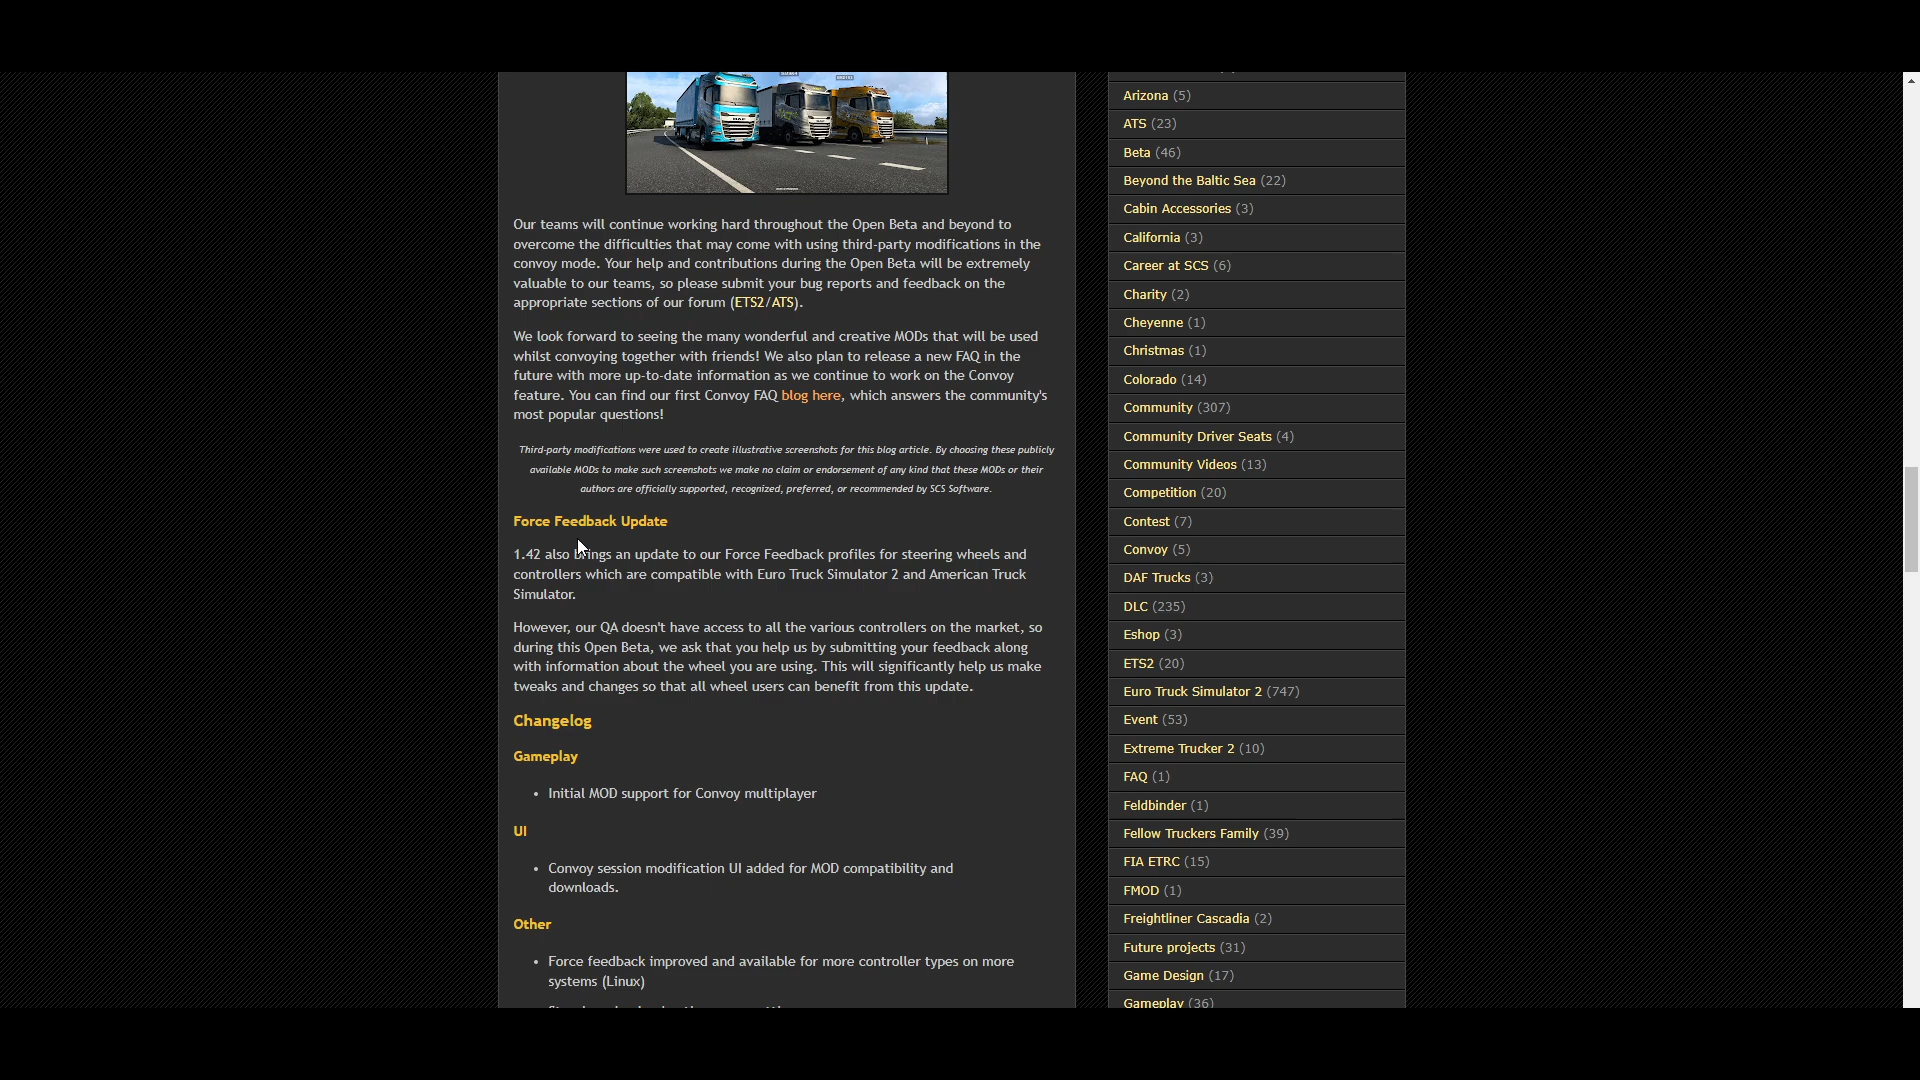 Our teams will continue working hard throughout the Open Beta and beyond to
overcome the difficulties that may come with using third-party modifications in the
convoy mode. Your help and contributions during the Open Beta will be extremely
valuable to our teams, so please submit your bug reports and feedback on the
appropriate sections of our forum (ETS2/ATS).
We look forward to seeing the many wonderful and creative MODs that will be used
whilst convoying together with friends! We also plan to release a new FAQ in the
future with more up-to-date information as we continue to work on the Convoy
feature. You can find our first Convoy FAQ blog here, which answers the community's
most popular questions!
Third-party modifications were used to create illustrative screenshots for this blog article. By choosing these publicly
available MODs to make such screenshots we make no claim or endorsement of any kind that these MODs or their
authors are officially supported, recognized, preferred, or recommended by SCS Software.
Force Feedback Update
1.42 also brings an update to our Force Feedback profiles for steering wheels and
controllers which are compatible with Euro Truck Simulator 2 and American Truck
Simulator.
However, our QA doesn't have access to all the various controllers on the market, so
during this Open Beta, we ask that you help us by submitting your feedback along
with information about the wheel you are using. This will significantly help us make
tweaks and changes so that all wheel users can benefit from this update.
Changelog
Gameplay
• Initial MOD support for Convoy multiplayer
UI
• Convoy session modification UI added for MOD compatibility and
downloads.
Other
• Force feedback improved and available for more controller types on more
systems (Linux)
Arizona (5)
ATS (23)
Beta (46)
Beyond the Baltic Sea (22)
Cabin Accessories (3)
California (3)
Career at SCS (6)
Charity (2)
Cheyenne (1)
Christmas (1)
Colorado (14)
Community (307)
Community Driver Seats (4)
Community Videos (13)
Competition (20)
Contest (7)
Convoy (5)
DAF Trucks (3)
DLC (235)
Eshop (3)
ETS2 (20)
Euro Truck Simulator 2 (747)
Event (53)
Extreme Trucker 2 (10)
FAQ (1)
Feldbinder (1)
Fellow Truckers Family (39)
FIA ETRC (15)
FMOD (1)
Freightliner Cascadia (2)
Future projects (31)
Game Design (17)
Gameplay (36)